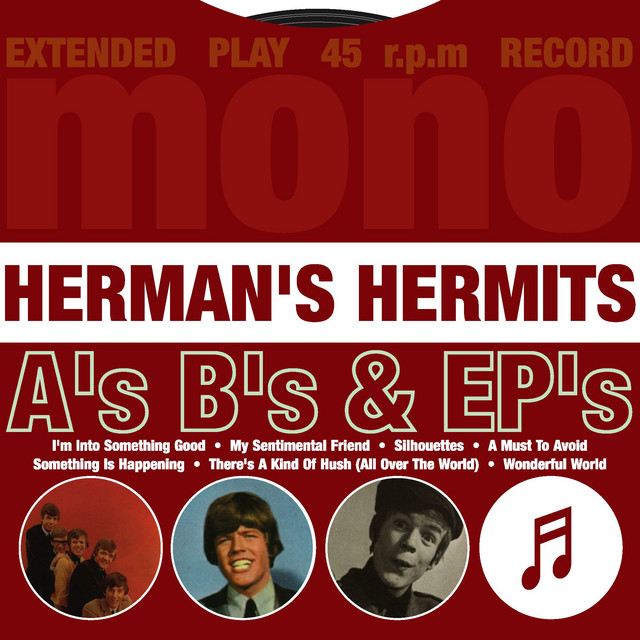 EXTENDED PLAY 45 r.p.m RECORD
mono
HERMAN'S HERMITS
A's B's & EP's
I'm Into Something Good • My Sentimental Friend • Silhouettes • A Must To Avoid
Something Is Happening • There's A Kind Of Hush (All Over The World) • Wonderful World